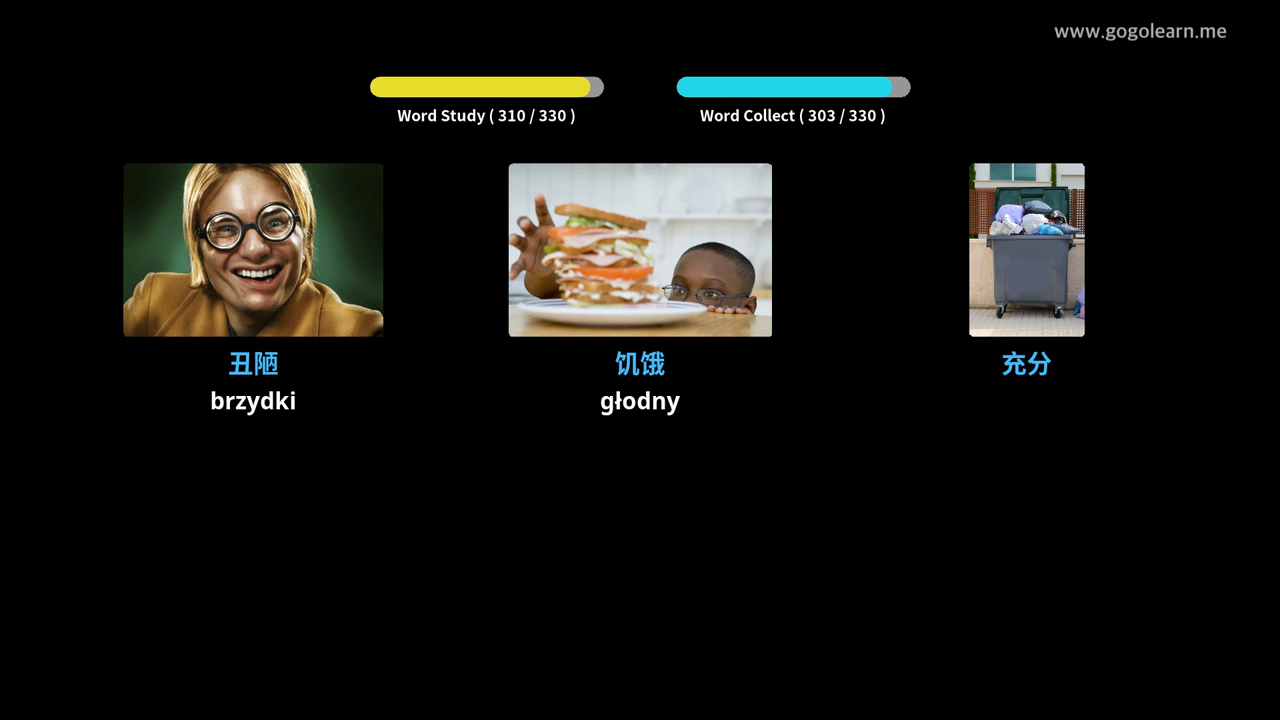 www.gogolearn.me
Word Study ( 310 / 330 )
Word Collect ( 303 / 330 )
丑陋
brzydki
饥饿
głodny
充分